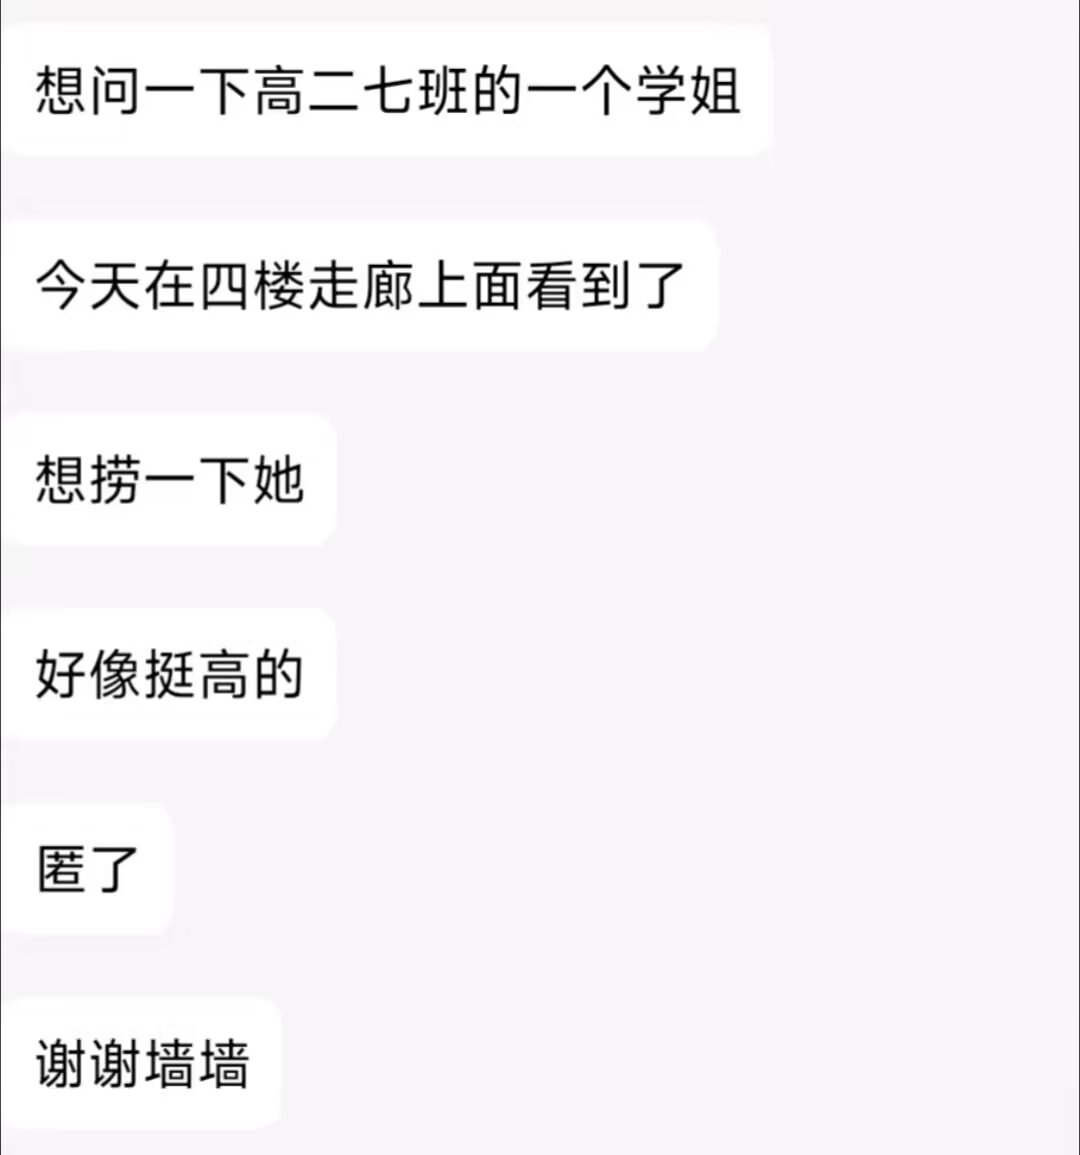 想问一下高二七班的一个学姐
今天在四楼走廊上面看到了
想捞一下她
好像挺高的
匿了
谢谢墙墙